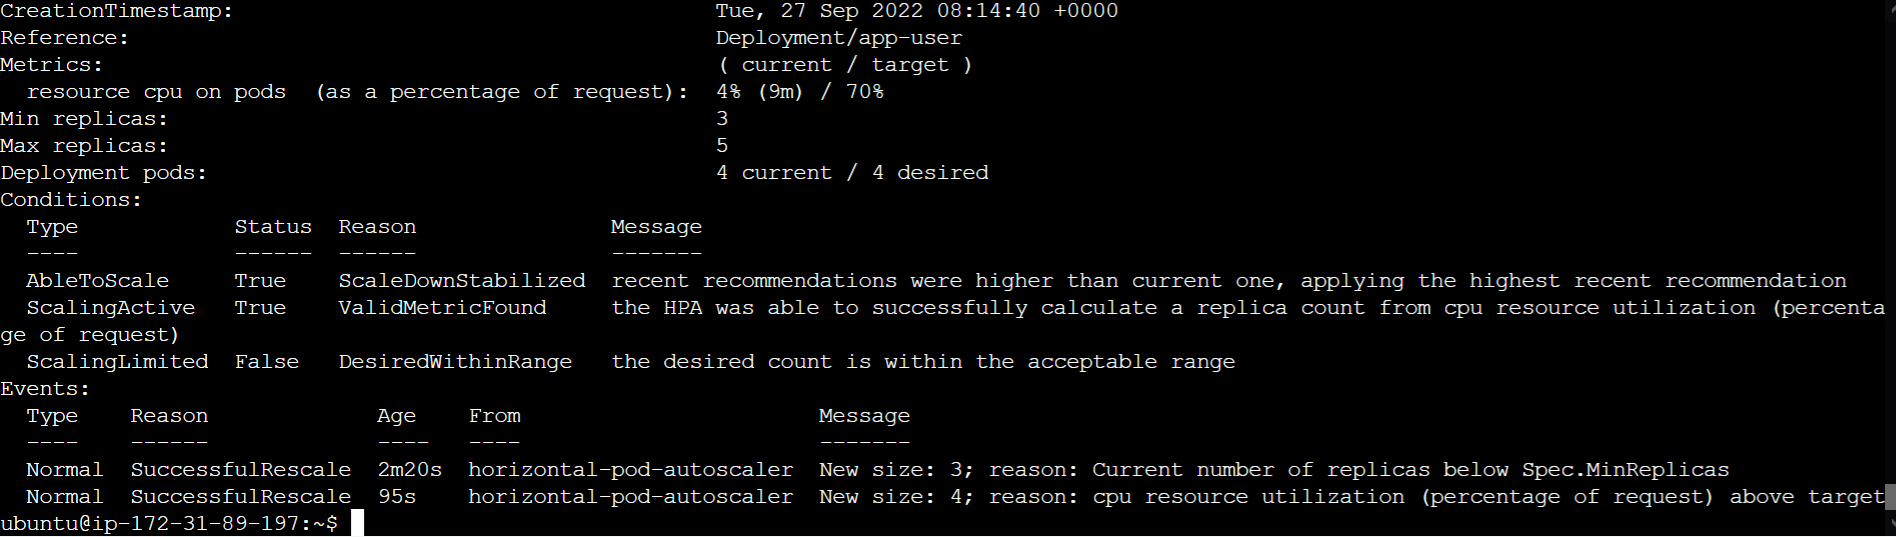 CreationTimestamp: Tue, 27 Sep 2022 08:14:40 +0000
Reference: Deployment/app-user
Metrics: ( current / target )
  resource cpu on pods  (as a percentage of request): 4% (9m) / 70%
Min replicas: 3
Max replicas: 5
Deployment pods: 4 current / 4 desired
Conditions:
  Type            Status  Reason               Message
  ----            ------  ------               -------
  AbleToScale     True    ScaleDownStabilized  recent recommendations were higher than current one, applying the highest recent recommendation
  ScalingActive   True    ValidMetricFound     the HPA was able to successfully calculate a replica count from cpu resource utilization (percenta
ge of request)
  ScalingLimited  False   DesiredWithinRange   the desired count is within the acceptable range
Events:
  Type    Reason             Age    From                       Message
  ----    ------             ----   ----                       -------
  Normal  SuccessfulRescale  2m20s  horizontal-pod-autoscaler  New size: 3; reason: Current number of replicas below Spec.MinReplicas
  Normal  SuccessfulRescale  95s    horizontal-pod-autoscaler  New size: 4; reason: cpu resource utilization (percentage of request) above target
ubuntu@ip-172-31-89-197:~$